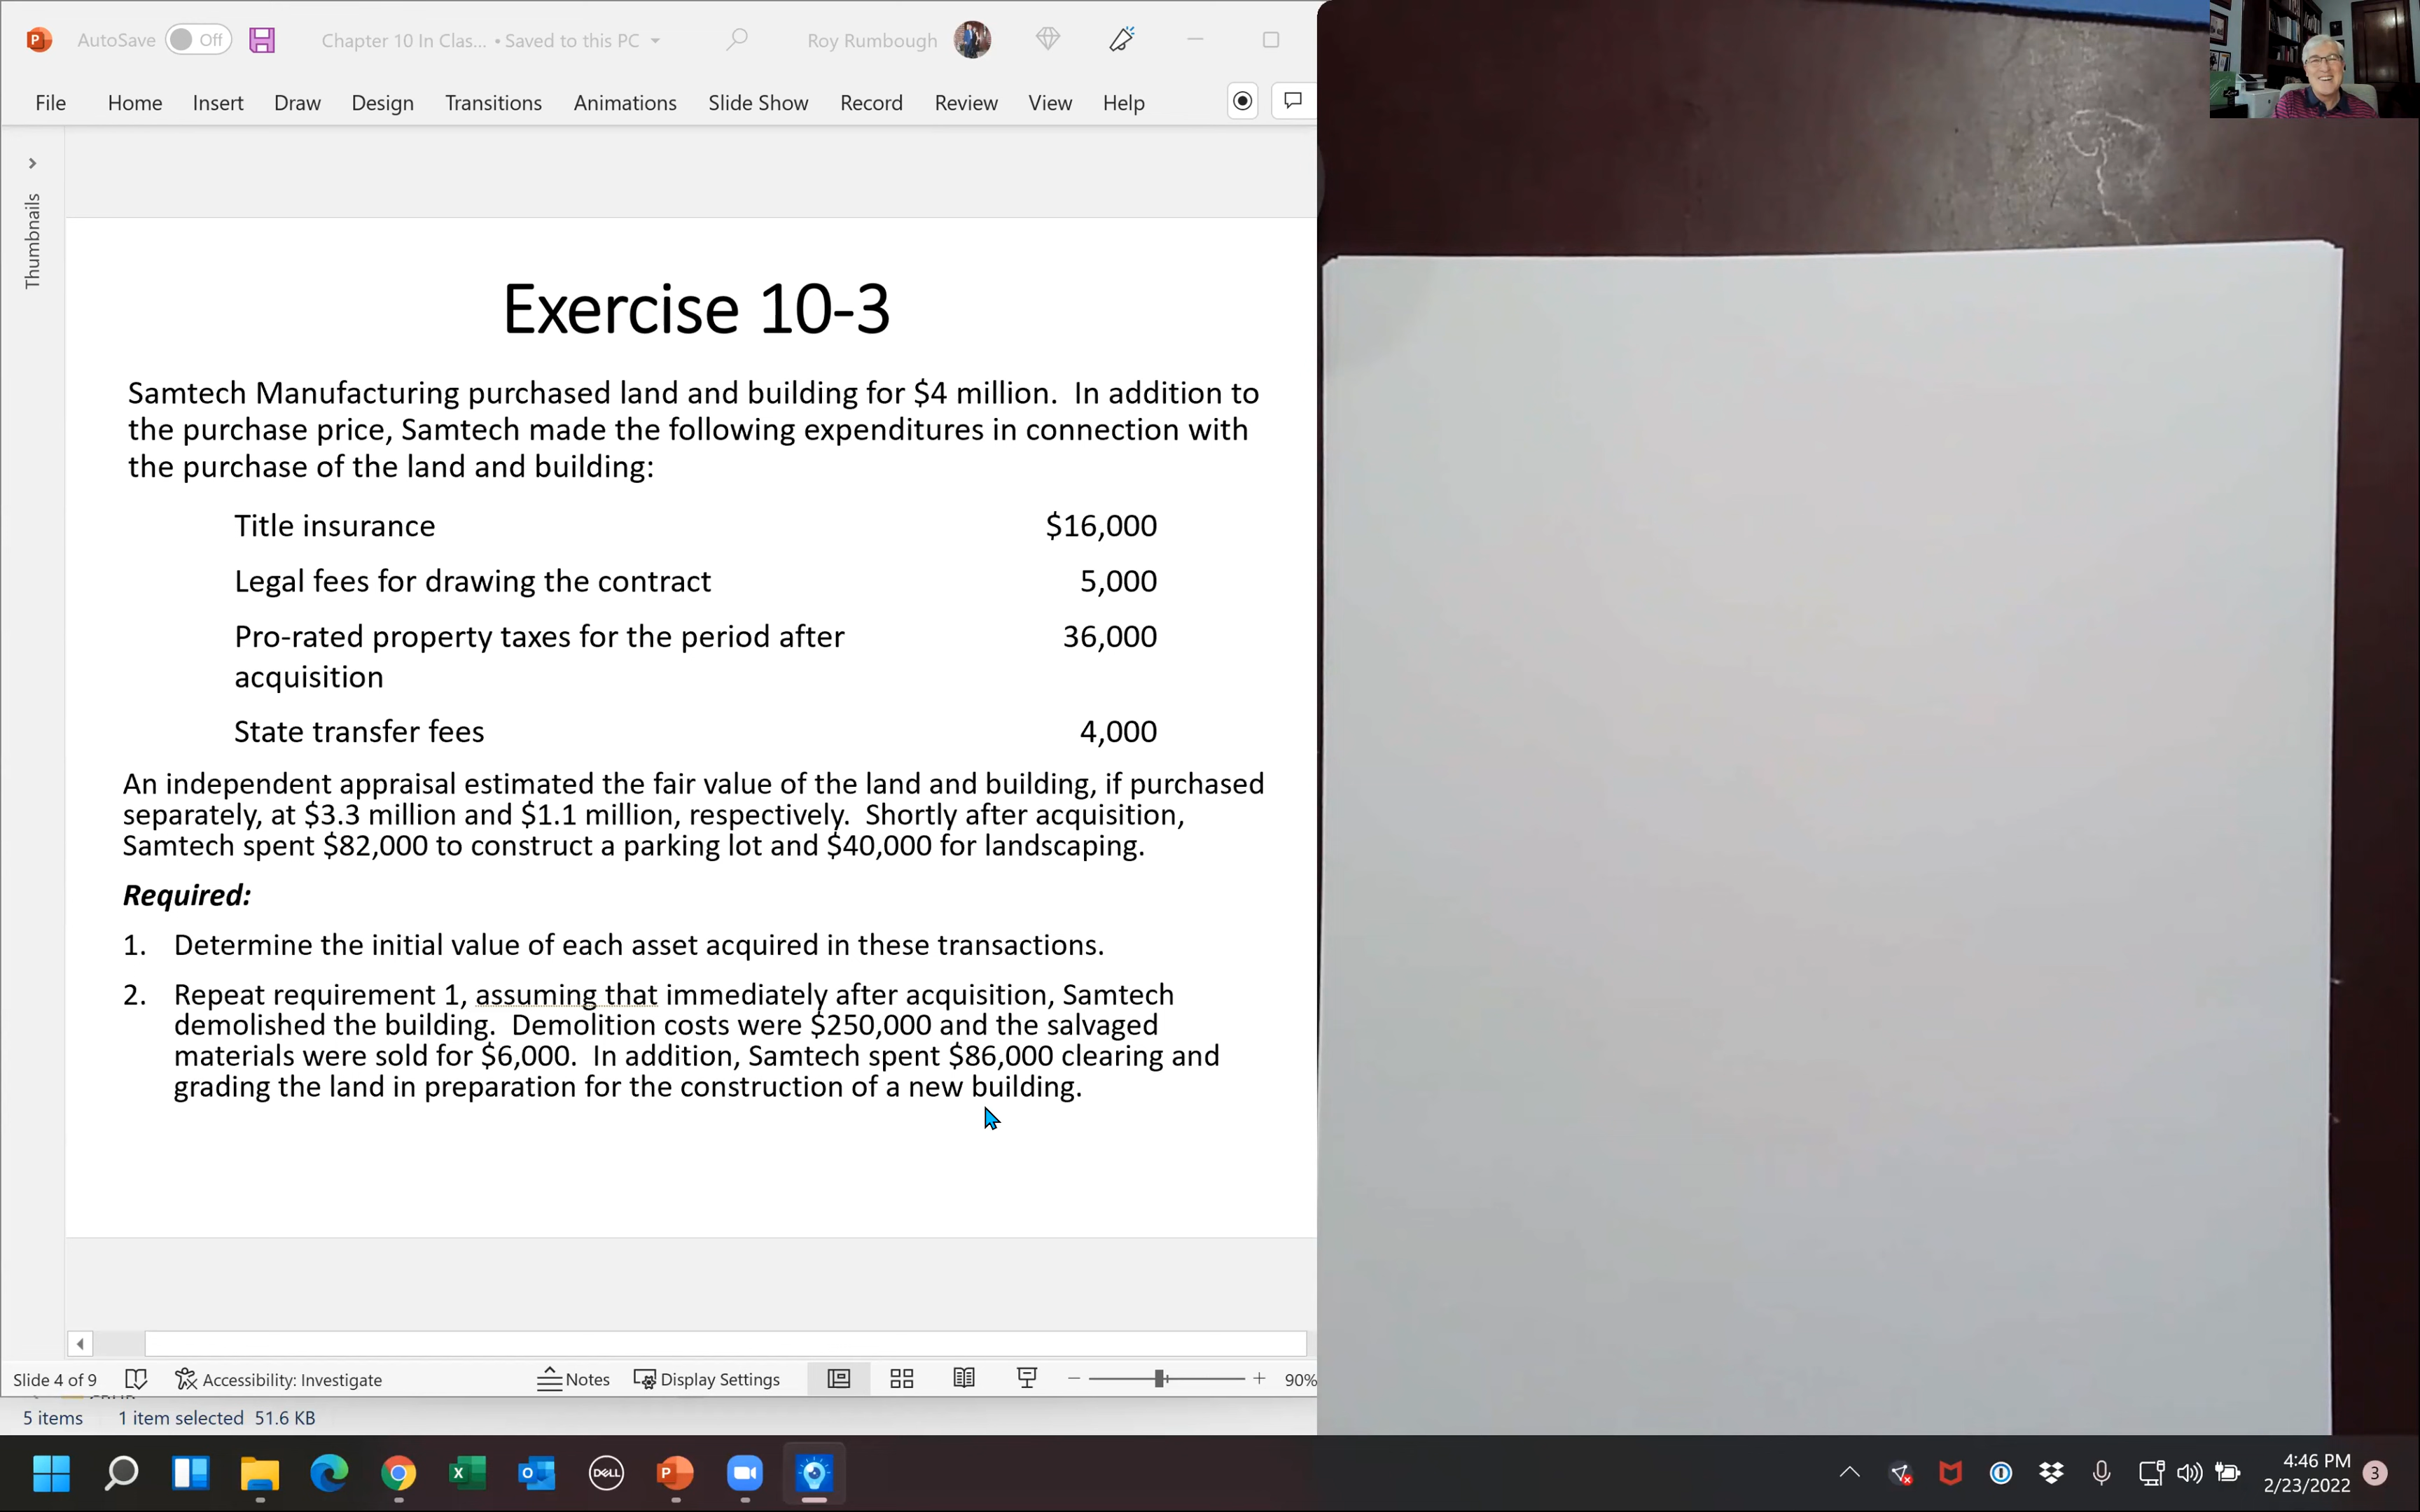 AutoSave Off Chapter 10 In Clas... • Saved to this PC Roy Rumbough
File Home Insert Draw Design Transitions Animations Slide Show Record Review View Help
Thumbnails
Exercise 10-3
Samtech Manufacturing purchased land and building for $4 million. In addition to
the purchase price, Samtech made the following expenditures in connection with
the purchase of the land and building:
Title insurance $16,000
Legal fees for drawing the contract 5,000
Pro-rated property taxes for the period after 36,000
acquisition
State transfer fees 4,000
An independent appraisal estimated the fair value of the land and building, if purchased
separately, at $3.3 million and $1.1 million, respectively. Shortly after acquisition,
Samtech spent $82,000 to construct a parking lot and $40,000 for landscaping.
Required:
1. Determine the initial value of each asset acquired in these transactions.
2. Repeat requirement 1, assuming that immediately after acquisition, Samtech
demolished the building. Demolition costs were $250,000 and the salvaged
materials were sold for $6,000. In addition, Samtech spent $86,000 clearing and
grading the land in preparation for the construction of a new building.
Slide 4 of 9 Accessibility: Investigate Notes Display Settings 90%
5 items 1 item selected 51.6 KB
DELL
4:46 PM
2/23/2022 3